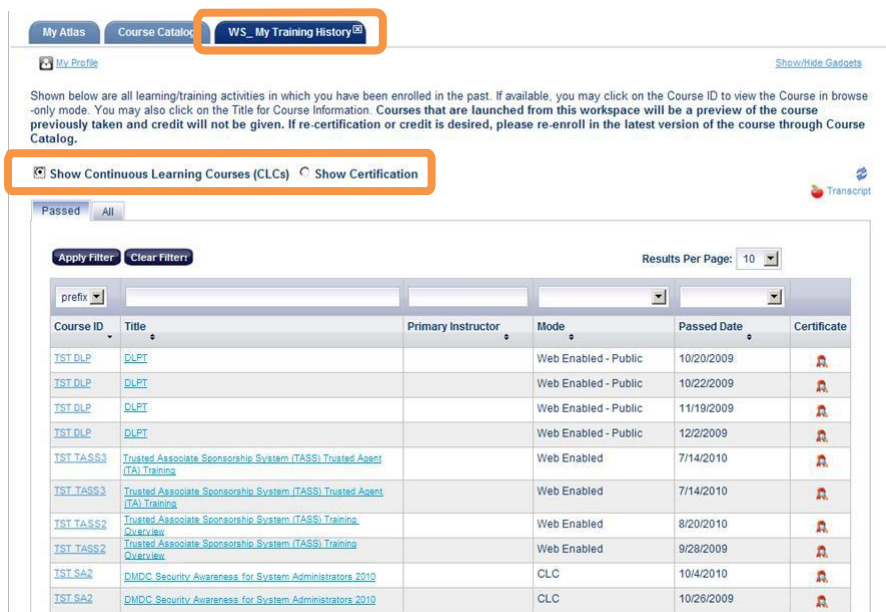 My Atlas Course Catalog WS_ My Training History
My Profile Show/Hide Gadgets
Shown below are all learning/training activities in which you have been enrolled in the past. If available, you may click on the Course ID to view the Course in browse
-only mode. You may also click on the Title for Course Information. Courses that are launched from this workspace will be a preview of the course
previously taken and credit will not be given. If re-certification or credit is desired, please re-enroll in the latest version of the course through Course
Catalog.
Show Continuous Learning Courses (CLCs) Show Certification
Transcript
Passed All
Apply Filter Clear Filters Results Per Page: 10
prefix
Course ID Title Primary Instructor Mode Passed Date Certificate
TST DLP DLPT Web Enabled - Public 10/20/2009
TST DLP DLPT Web Enabled - Public 10/22/2009
TST DLP DLPT Web Enabled - Public 11/19/2009
TST DLP DLPT Web Enabled - Public 12/2/2009
TST TASS3 Trusted Associate Sponsorship System (TASS) Trusted Agent Web Enabled 7/14/2010
(TA) Training
TST TASS3 Trusted Associate Sponsorship System (TASS) Trusted Agent Web Enabled 7/14/2010
(TA) Training
TST TASS2 Trusted Associate Sponsorship System (TASS) Training Web Enabled 8/20/2010
Overview
TST TASS2 Trusted Associate Sponsorship System (TASS) Training Web Enabled 9/28/2009
Overview
TST SA2 DMDC Security Awareness for System Administrators 2010 CLC 10/4/2010
TST SA2 DMDC Security Awareness for System Administrators 2010 CLC 10/26/2009